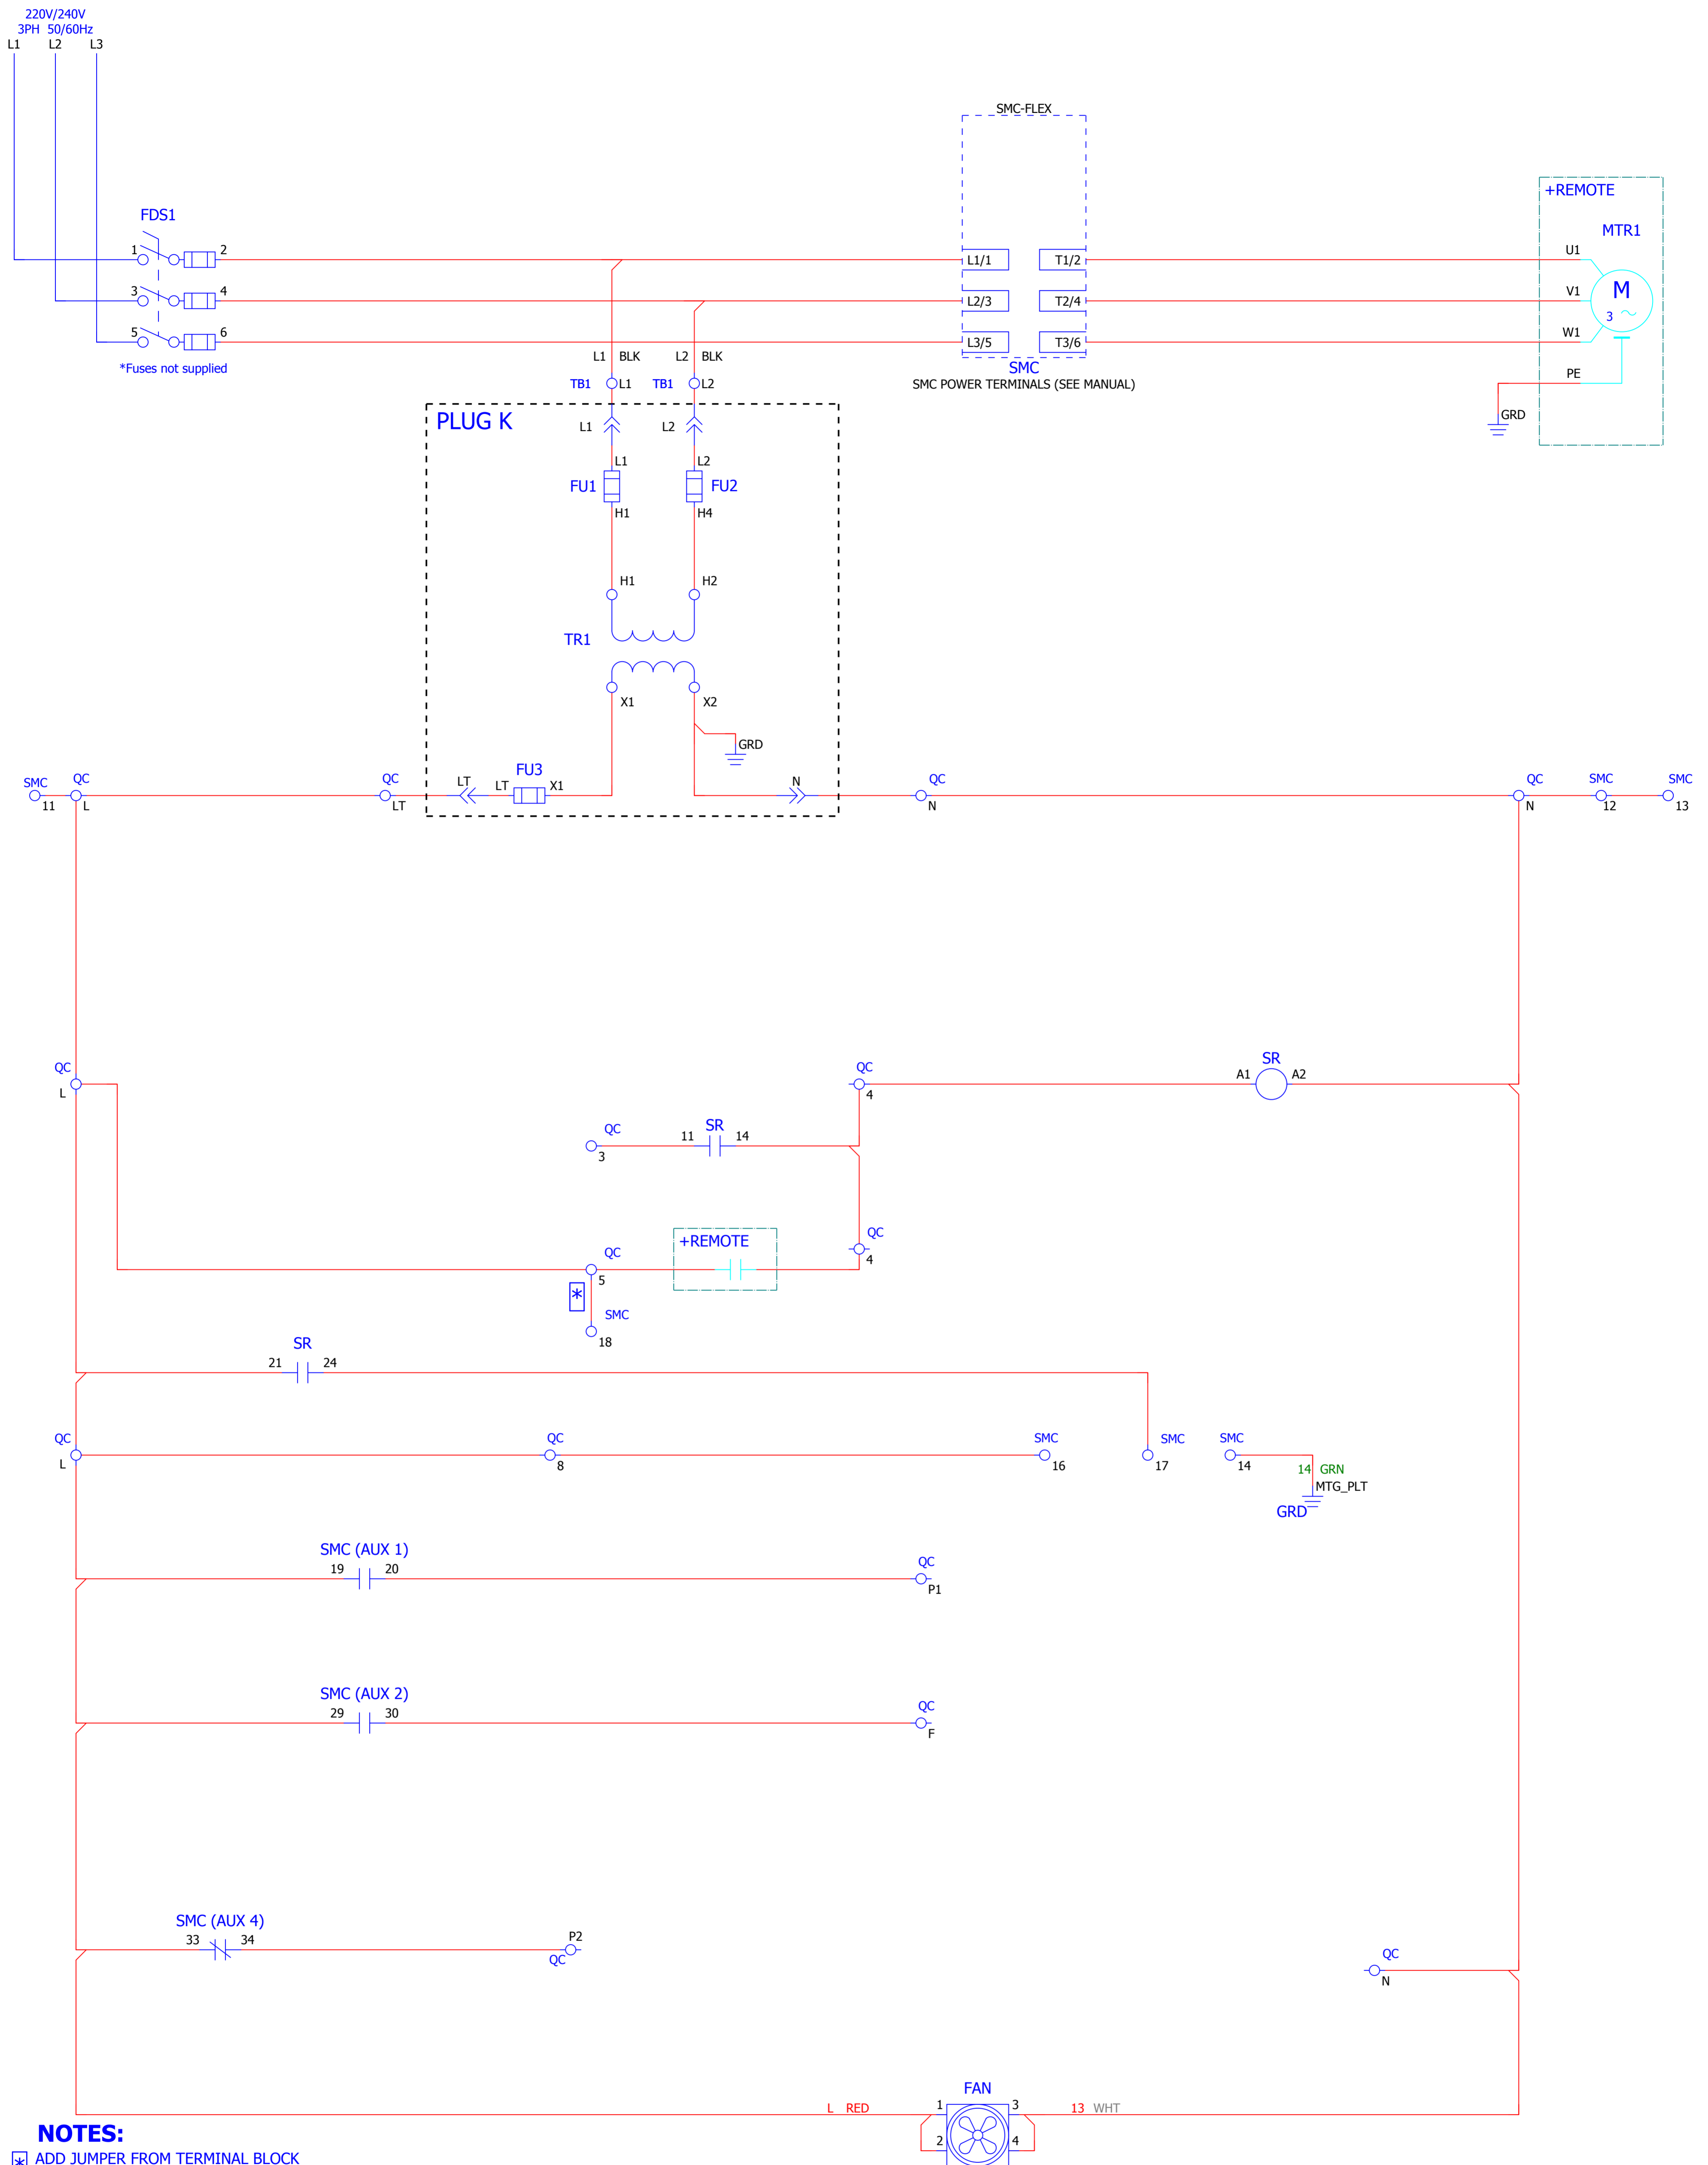 220V/240V
3PH 50/60Hz
L1 L2 L3
SMC-FLEX
+REMOTE
MTR1
FDS1
1 2
3 4
5 6
*Fuses not supplied
L1/1 T1/2
L2/3 T2/4
L3/5 T3/6
SMC
SMC POWER TERMINALS (SEE MANUAL)
U1
V1
W1
PE
M
3
GRD
L1 BLK L2 BLK
TB1 L1 TB1 L2
PLUG K
L1 L2
L1 L2
FU1 FU2
H1 H4
H1 H2
TR1
X1 X2
GRD
SMC QC QC LT LT FU3 X1 N QC QC SMC SMC
11 L LT N N 12 13
QC QC SR
L 4 A1 A2
QC SR
3 11 14
+REMOTE
QC QC
5 4
*
SMC
18
SR
21 24
QC QC SMC SMC SMC
L 8 16 17 14
14 GRN
MTG_PLT
GRD
SMC (AUX 1)
19 20 QC
P1
SMC (AUX 2)
29 30 QC
F
SMC (AUX 4)
33 34 P2
QC
QC
N
FAN
L RED 1 3 13 WHT
2 4
NOTES:
* ADD JUMPER FROM TERMINAL BLOCK